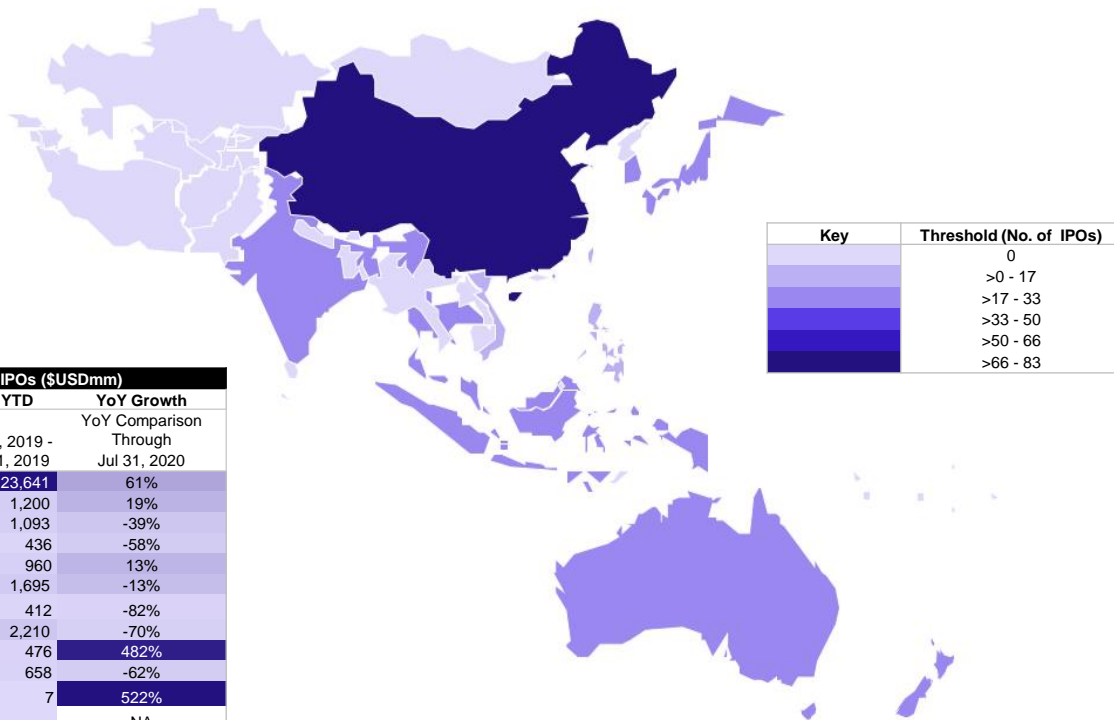 Key Threshold (No. of IPOs)
0
>0 - 17
>17 - 33
>33 - 50
>50 - 66
>66 - 83
IPOs ($USDmm)
YTD YoY Growth
YoY Comparison
, 2019 - Through
1, 2019 Jul 31, 2020
23,641 61%
1,200 19%
1,093 -39%
436 -58%
960 13%
1,695 -13%
412 -82%
2,210 -70%
476 482%
658 -62%
7 522%
NA